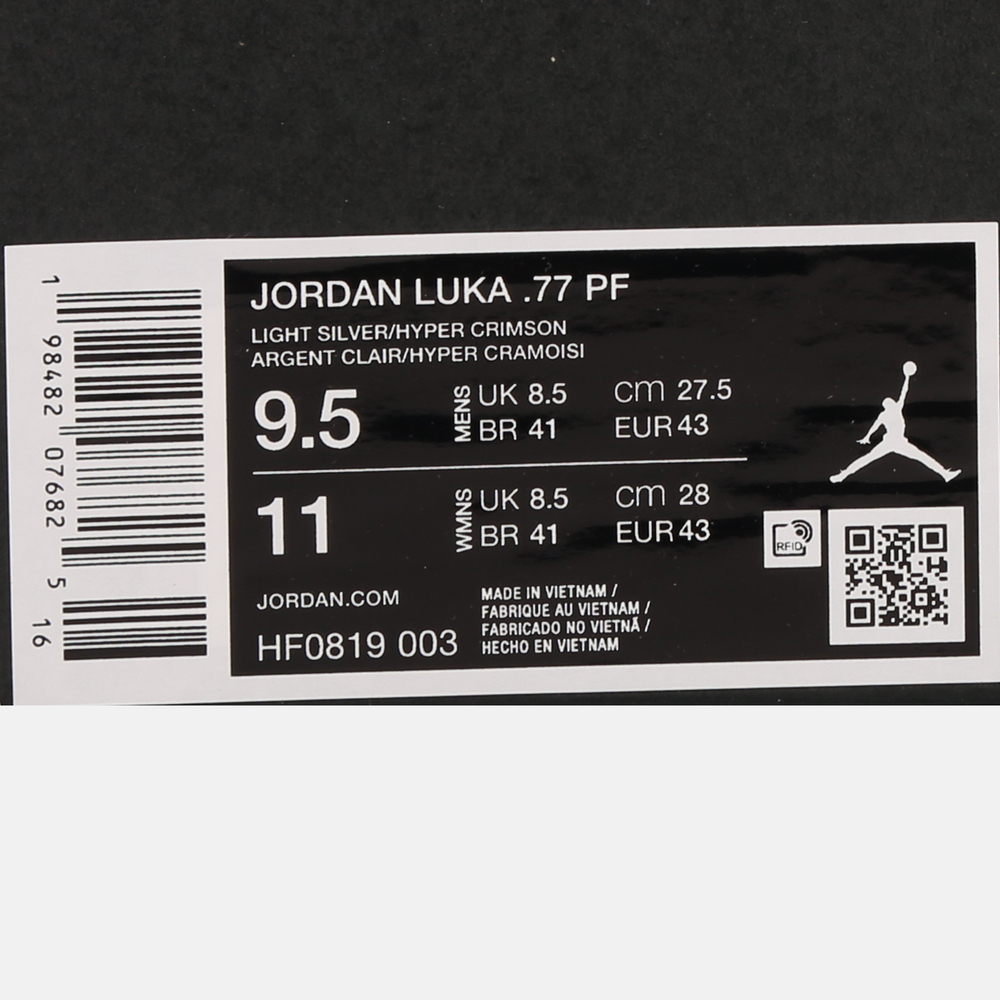 1 98482 07682 5 16
JORDAN LUKA .77 PF
LIGHT SILVER/HYPER CRIMSON
ARGENT CLAIR/HYPER CRAMOISI
9.5
MENS
UK 8.5 cm 27.5
BR 41 EUR 43
11
WMNS
UK 8.5 cm 28
BR 41 EUR 43
RFID
JORDAN.COM
HF0819 003
MADE IN VIETNAM /
FABRIQUE AU VIETNAM /
FABRICADO NO VIETNÃ /
HECHO EN VIETNAM